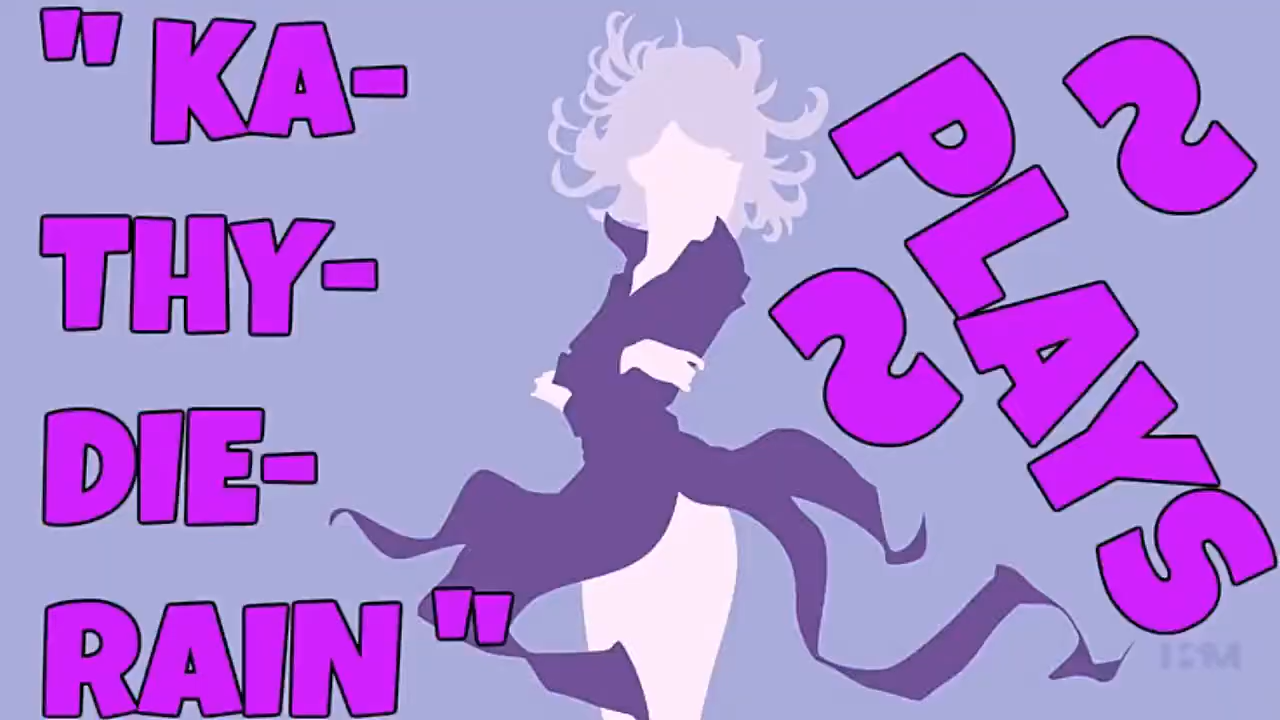 "KA-
THY-
DIE-
RAIN"
~
PLAYS
~